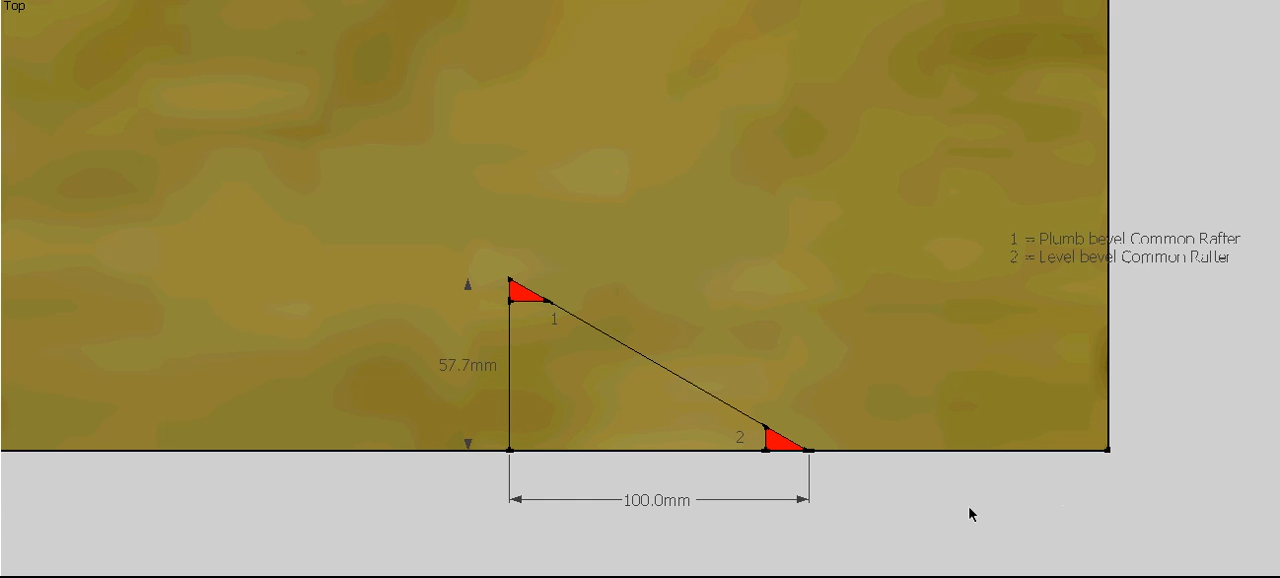 Top
1 = Plumb bevel Common Rafter
2 = Level bevel Common Rafter
1
57.7mm
2
100.0mm